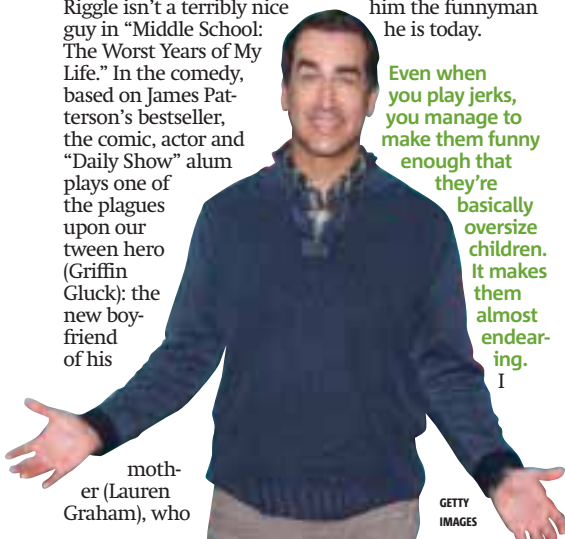 Riggle isn't a terribly nice
guy in “Middle School:
The Worst Years of My
Life.” In the comedy,
based on James Pat-
terson's bestseller,
the comic, actor and
“Daily Show” alum
plays one of
the plagues
upon our
tween hero
(Griffin
Gluck): the
new boy-
friend
of his
moth-
er (Lauren
Graham), who
him the funnyman
he is today.
Even when
you play jerks,
you manage to
make them funny
enough that
they're
basically
oversize
children.
It makes
them
almost
endear-
ing.
I
GETTY
IMAGES